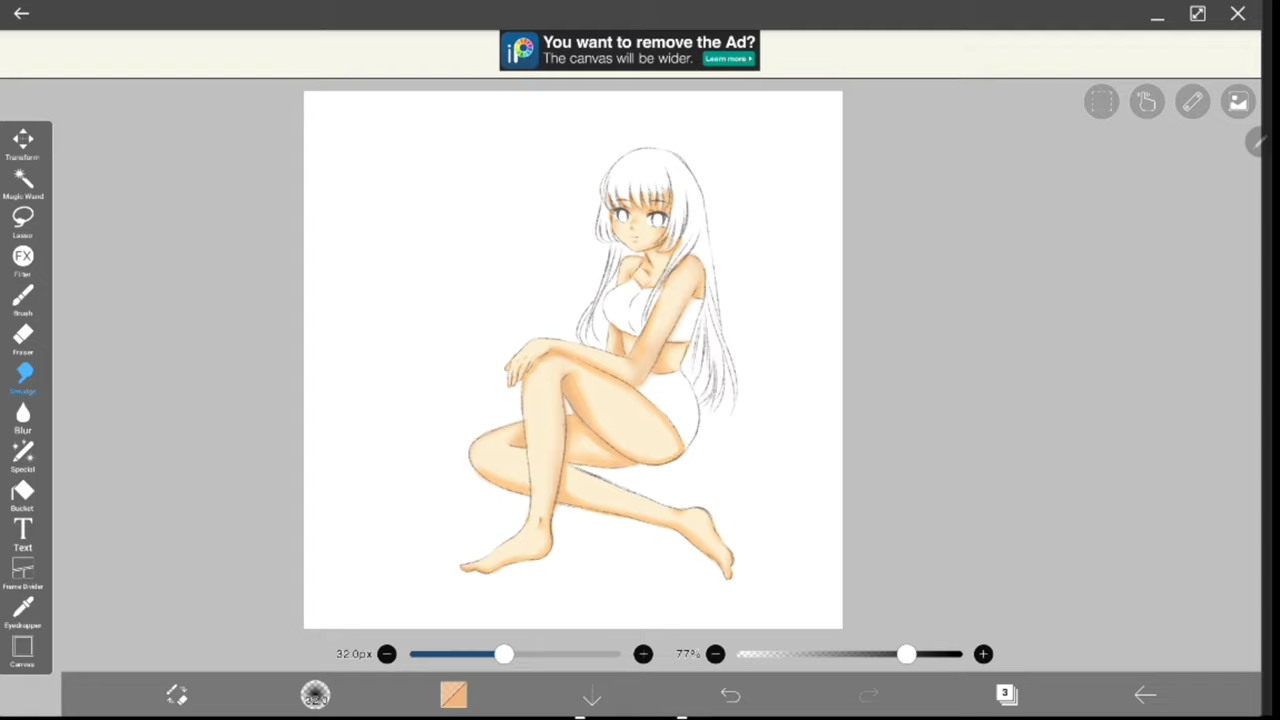 You want to remove the Ad?
The canvas will be wider.
Learn more
Transform
Magic Wand
Lasso
FX
Filter
Brush
Eraser
Smudge
Blur
Special
Bucket
T
Text
Frame Divider
Eyedropper
Canvas
32.0px
77%
3